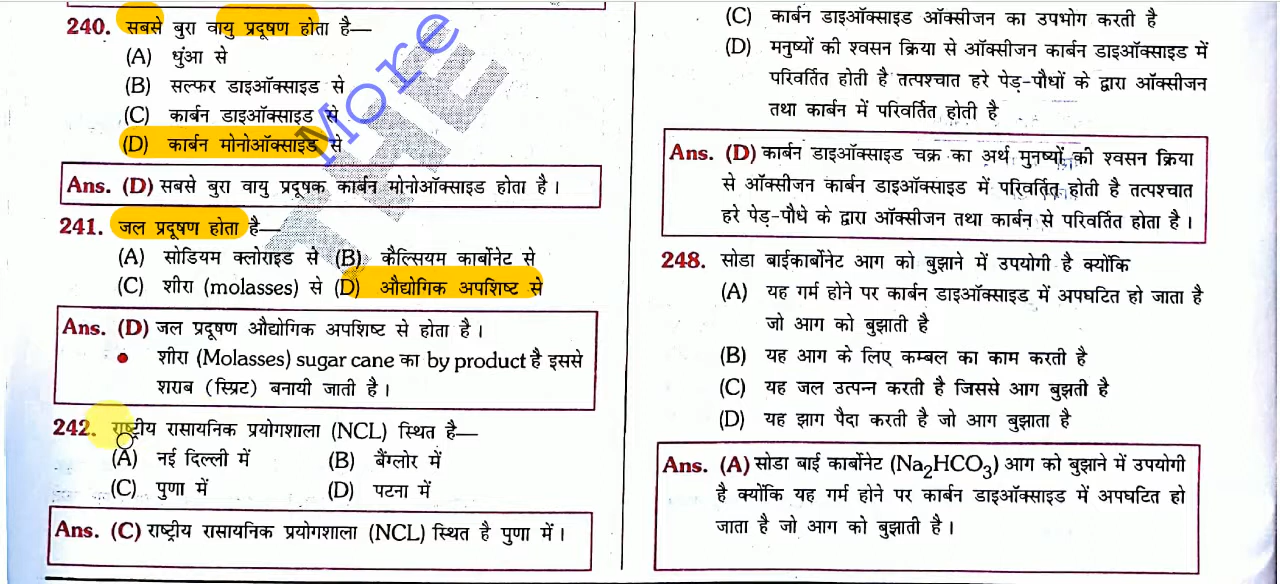 240. सबसे बुरा वायु प्रदूषण होता है—
(A) धुंआ से
(B) सल्फर डाइऑक्साइड से
(C) कार्बन डाइऑक्साइड से
(D) कार्बन मोनोऑक्साइड से
Ans. (D) सबसे बुरा वायु प्रदूषक कार्बन मोनोऑक्साइड होता है।
241. जल प्रदूषण होता है—
(A) सोडियम क्लोराइड से (B) कैल्सियम कार्बोनेट से
(C) शीरा (molasses) से (D) औद्योगिक अपशिष्ट से
Ans. (D) जल प्रदूषण औद्योगिक अपशिष्ट से होता है।
• शीरा (Molasses) sugar cane का by product है इससे
शराब (स्प्रिट) बनायी जाती है।
242. राष्ट्रीय रासायनिक प्रयोगशाला (NCL) स्थित है—
(A) नई दिल्ली में (B) बैंग्लोर में
(C) पुणा में (D) पटना में
Ans. (C) राष्ट्रीय रासायनिक प्रयोगशाला (NCL) स्थित है पुणा में।
(C) कार्बन डाइऑक्साइड ऑक्सीजन का उपभोग करती है
(D) मनुष्यों की श्वसन क्रिया से ऑक्सीजन कार्बन डाइऑक्साइड में
परिवर्तित होती है तत्पश्चात हरे पेड़-पौधों के द्वारा ऑक्सीजन
तथा कार्बन में परिवर्तित होती है
Ans. (D) कार्बन डाइऑक्साइड चक्र का अर्थ मुनष्यों की श्वसन क्रिया
से ऑक्सीजन कार्बन डाइऑक्साइड में परिवर्तित होती है तत्पश्चात
हरे पेड़-पौधे के द्वारा ऑक्सीजन तथा कार्बन से परिवर्तित होता है।
248. सोडा बाईकार्बोनेट आग को बुझाने में उपयोगी है क्योंकि
(A) यह गर्म होने पर कार्बन डाइऑक्साइड में अपघटित हो जाता है
जो आग को बुझाती है
(B) यह आग के लिए कम्बल का काम करती है
(C) यह जल उत्पन्न करती है जिससे आग बुझती है
(D) यह झाग पैदा करती है जो आग बुझाता है
Ans. (A) सोडा बाई कार्बोनेट (Na₂HCO₃) आग को बुझाने में उपयोगी
है क्योंकि यह गर्म होने पर कार्बन डाइऑक्साइड में अपघटित हो
जाता है जो आग को बुझाती है।
THE
More